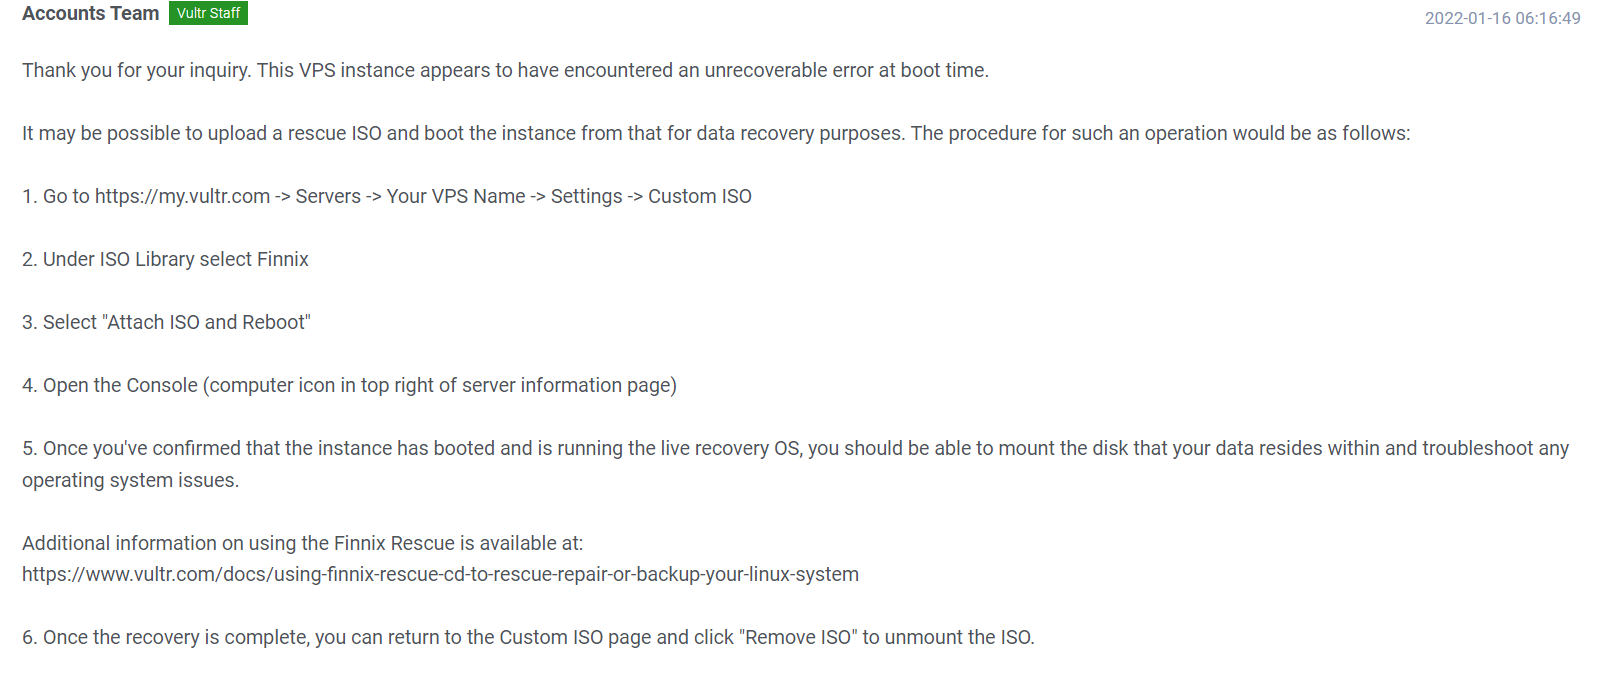 Accounts Team Vultr Staff 2022-01-16 06:16:49
Thank you for your inquiry. This VPS instance appears to have encountered an unrecoverable error at boot time.
It may be possible to upload a rescue ISO and boot the instance from that for data recovery purposes. The procedure for such an operation would be as follows:
1. Go to https://my.vultr.com -> Servers -> Your VPS Name -> Settings -> Custom ISO
2. Under ISO Library select Finnix
3. Select "Attach ISO and Reboot"
4. Open the Console (computer icon in top right of server information page)
5. Once you've confirmed that the instance has booted and is running the live recovery OS, you should be able to mount the disk that your data resides within and troubleshoot any
operating system issues.
Additional information on using the Finnix Rescue is available at:
https://www.vultr.com/docs/using-finnix-rescue-cd-to-rescue-repair-or-backup-your-linux-system
6. Once the recovery is complete, you can return to the Custom ISO page and click "Remove ISO" to unmount the ISO.